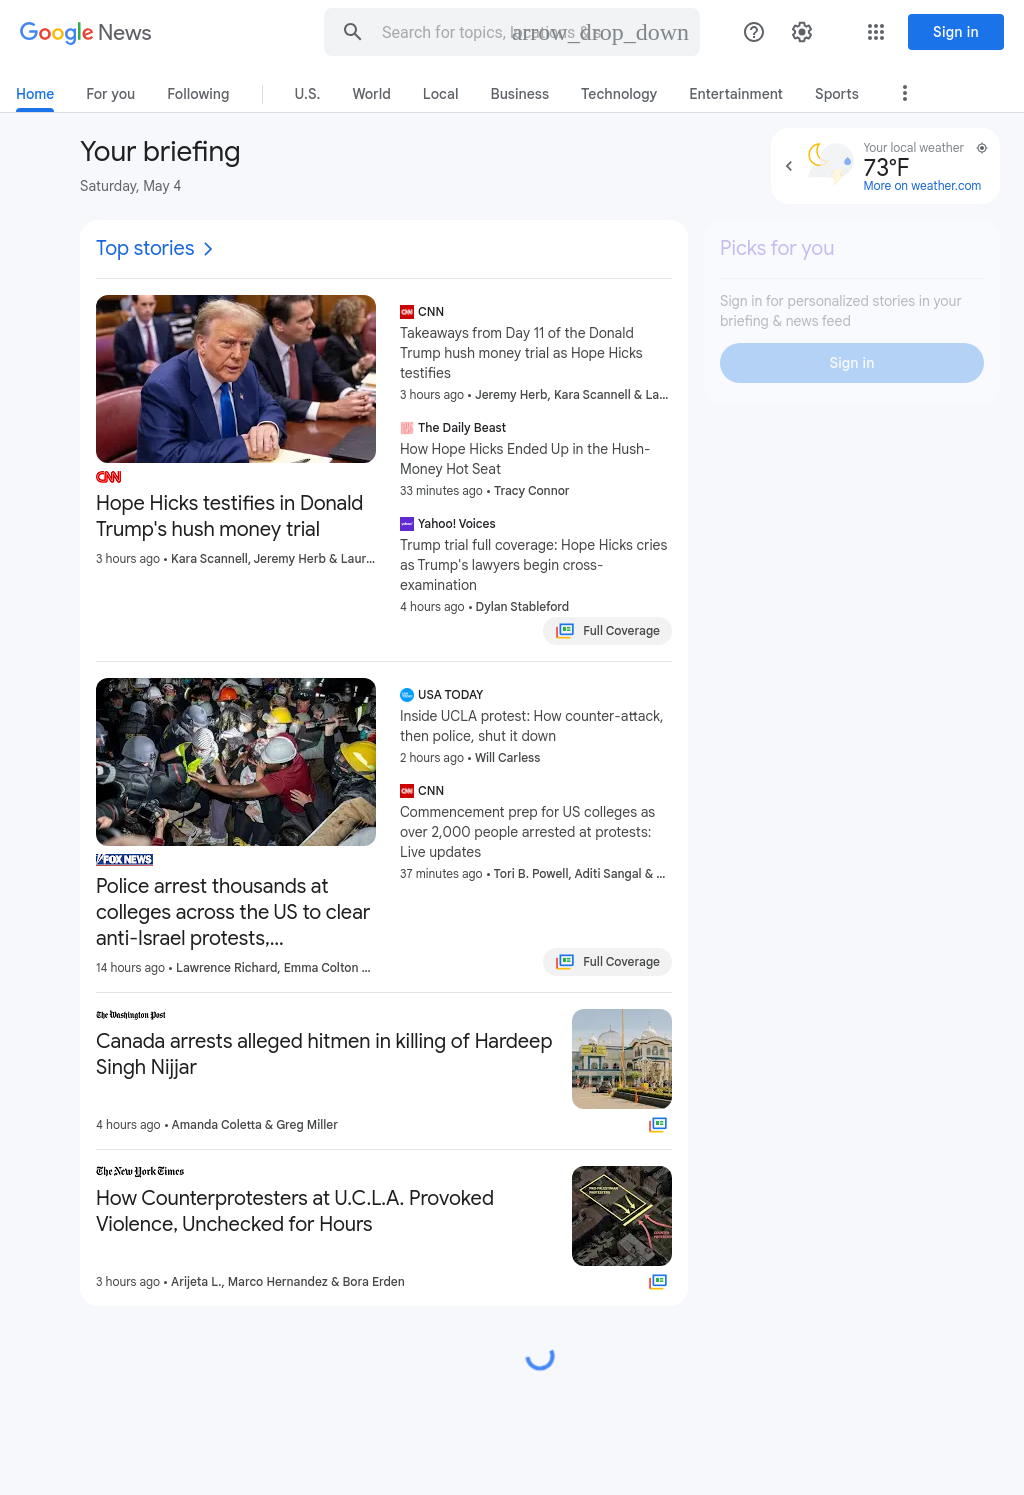 Google News
Search for topics, locations & s
arrow_drop_down
Sign in
Home
For you
Following
U.S.
World
Local
Business
Technology
Entertainment
Sports
Your briefing
Saturday, May 4
Your local weather
73°F
More on weather.com
Top stories
CNN
Hope Hicks testifies in Donald
Trump's hush money trial
3 hours ago • Kara Scannell, Jeremy Herb & Laur...
CNN
Takeaways from Day 11 of the Donald
Trump hush money trial as Hope Hicks
testifies
3 hours ago • Jeremy Herb, Kara Scannell & La...
The Daily Beast
How Hope Hicks Ended Up in the Hush-
Money Hot Seat
33 minutes ago • Tracy Connor
Yahoo! Voices
Trump trial full coverage: Hope Hicks cries
as Trump's lawyers begin cross-
examination
4 hours ago • Dylan Stableford
Full Coverage
FOX NEWS
Police arrest thousands at
colleges across the US to clear
anti-Israel protests,...
14 hours ago • Lawrence Richard, Emma Colton ...
USA TODAY
Inside UCLA protest: How counter-attack,
then police, shut it down
2 hours ago • Will Carless
CNN
Commencement prep for US colleges as
over 2,000 people arrested at protests:
Live updates
37 minutes ago • Tori B. Powell, Aditi Sangal & ...
Full Coverage
The Washington Post
Canada arrests alleged hitmen in killing of Hardeep
Singh Nijjar
4 hours ago • Amanda Coletta & Greg Miller
The New York Times
How Counterprotesters at U.C.L.A. Provoked
Violence, Unchecked for Hours
3 hours ago • Arijeta L., Marco Hernandez & Bora Erden
PRO-PALESTINIAN
PROTESTERS
Picks for you
Sign in for personalized stories in your
briefing & news feed
Sign in